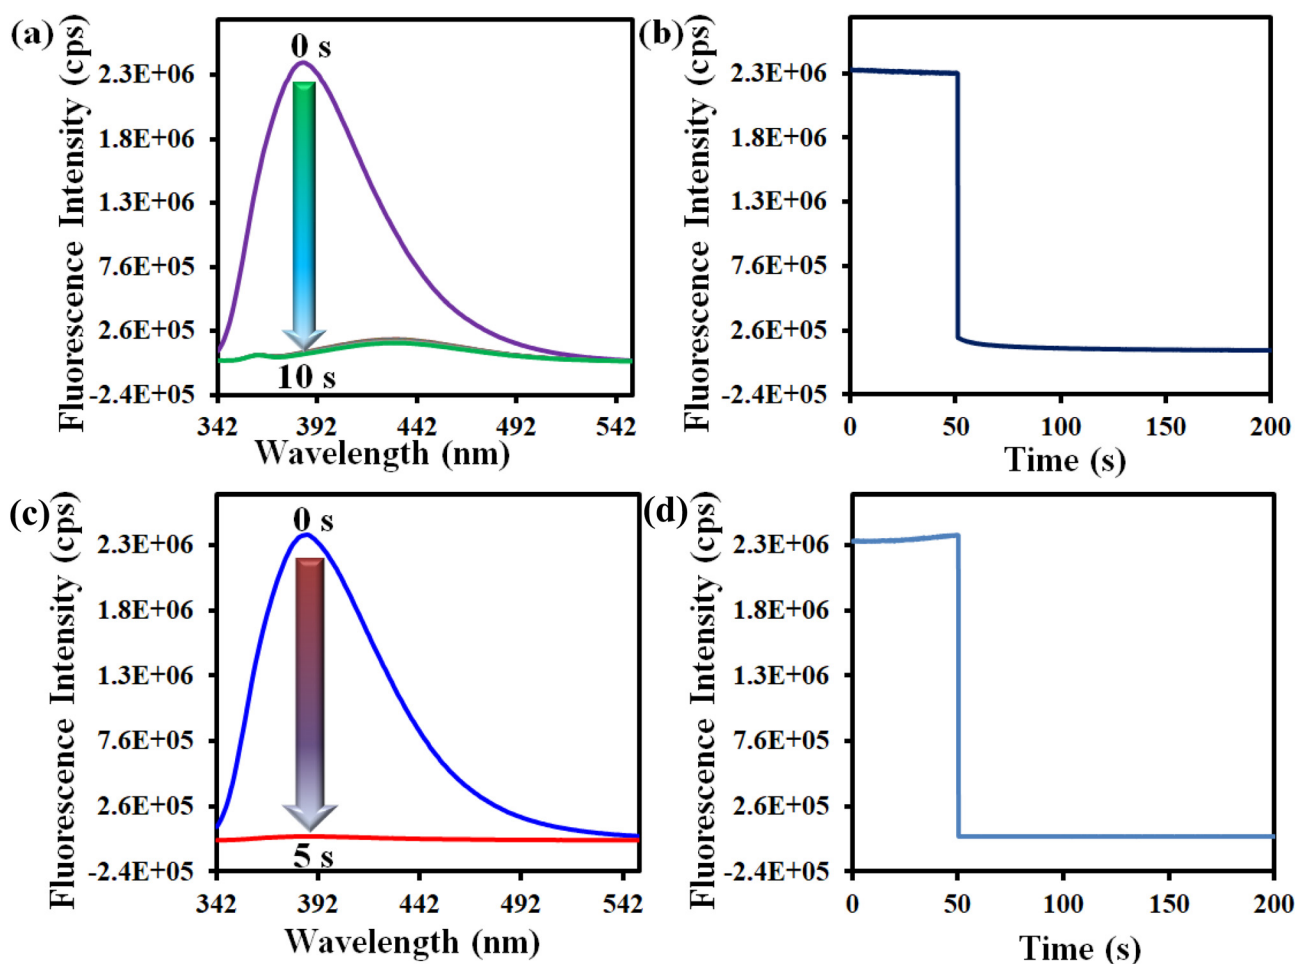 (a)
Fluorescence Intensity (cps)
2.3E+06
1.8E+06
1.3E+06
7.6E+05
2.6E+05
-2.4E+05
0 s
10 s
342 392 442 492 542
Wavelength (nm)
(b)
Fluorescence Intensity (cps)
2.3E+06
1.8E+06
1.3E+06
7.6E+05
2.6E+05
-2.4E+05
0 50 100 150 200
Time (s)
(c)
Fluorescence Intensity (cps)
2.3E+06
1.8E+06
1.3E+06
7.6E+05
2.6E+05
-2.4E+05
0 s
5 s
342 392 442 492 542
Wavelength (nm)
(d)
Fluorescence Intensity (cps)
2.3E+06
1.8E+06
1.3E+06
7.6E+05
2.6E+05
-2.4E+05
0 50 100 150 200
Time (s)